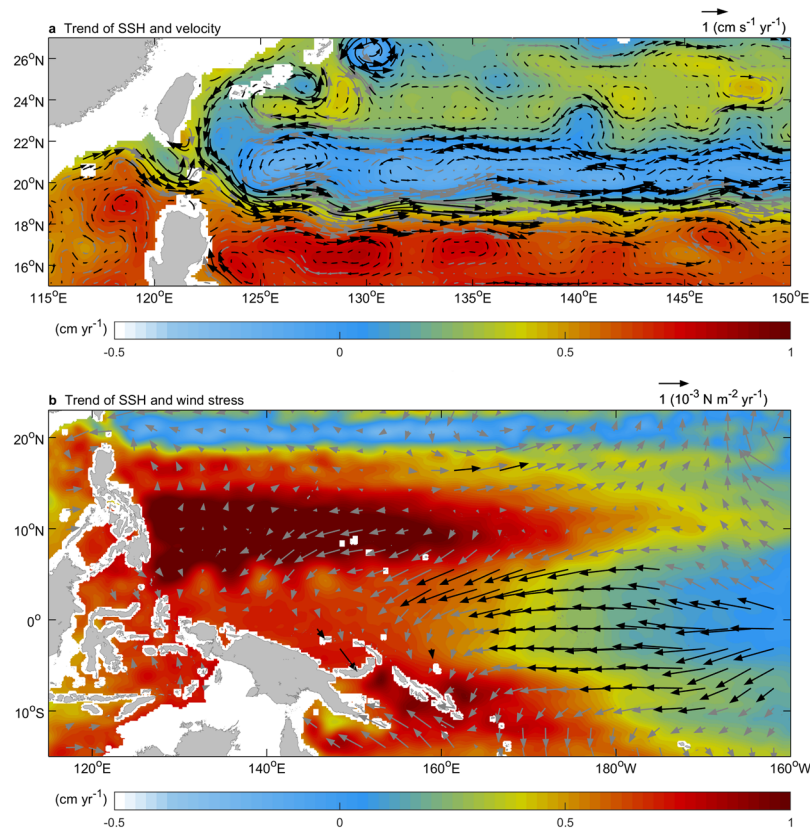 a Trend of SSH and velocity
1 (cm s⁻¹ yr⁻¹)
26°N
24°N
22°N
20°N
18°N
16°N
115°E 120°E 125°E 130°E 135°E 140°E 145°E 150°E
(cm yr⁻¹)
-0.5 0 0.5 1
b Trend of SSH and wind stress
1 (10⁻³ N m⁻² yr⁻¹)
20°N
10°N
0°
10°S
120°E 140°E 160°E 180°W 160°W
(cm yr⁻¹)
-0.5 0 0.5 1